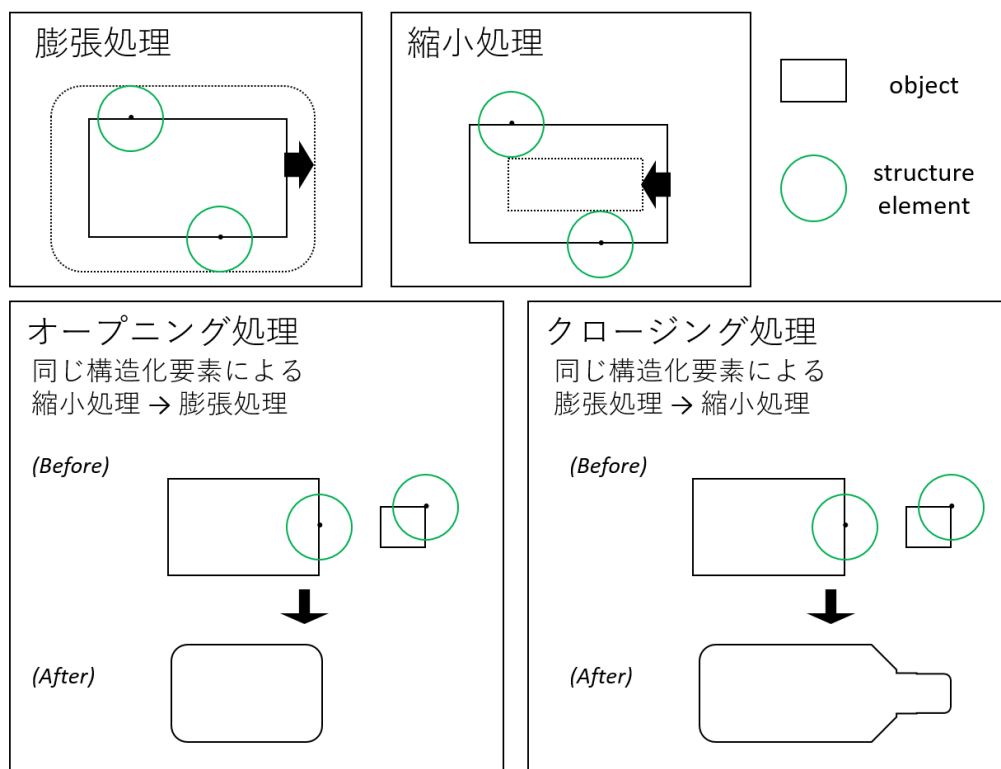 膨張処理
縮小処理
object
structure
element
オープニング処理
同じ構造化要素による
縮小処理 → 膨張処理
(Before)
(After)
クロージング処理
同じ構造化要素による
膨張処理 → 縮小処理
(Before)
(After)